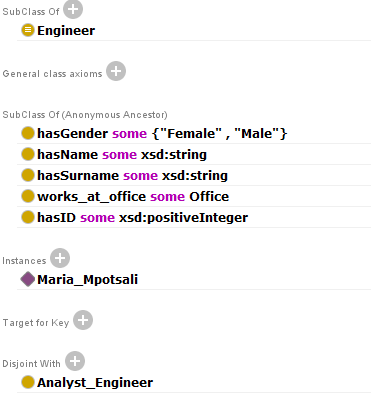 SubClass Of
Engineer
General class axioms
SubClass Of (Anonymous Ancestor)
hasGender some {"Female" , "Male"}
hasName some xsd:string
hasSurname some xsd:string
works_at_office some Office
hasID some xsd:positiveInteger
Instances
Maria_Mpotsali
Target for Key
Disjoint With
Analyst_Engineer